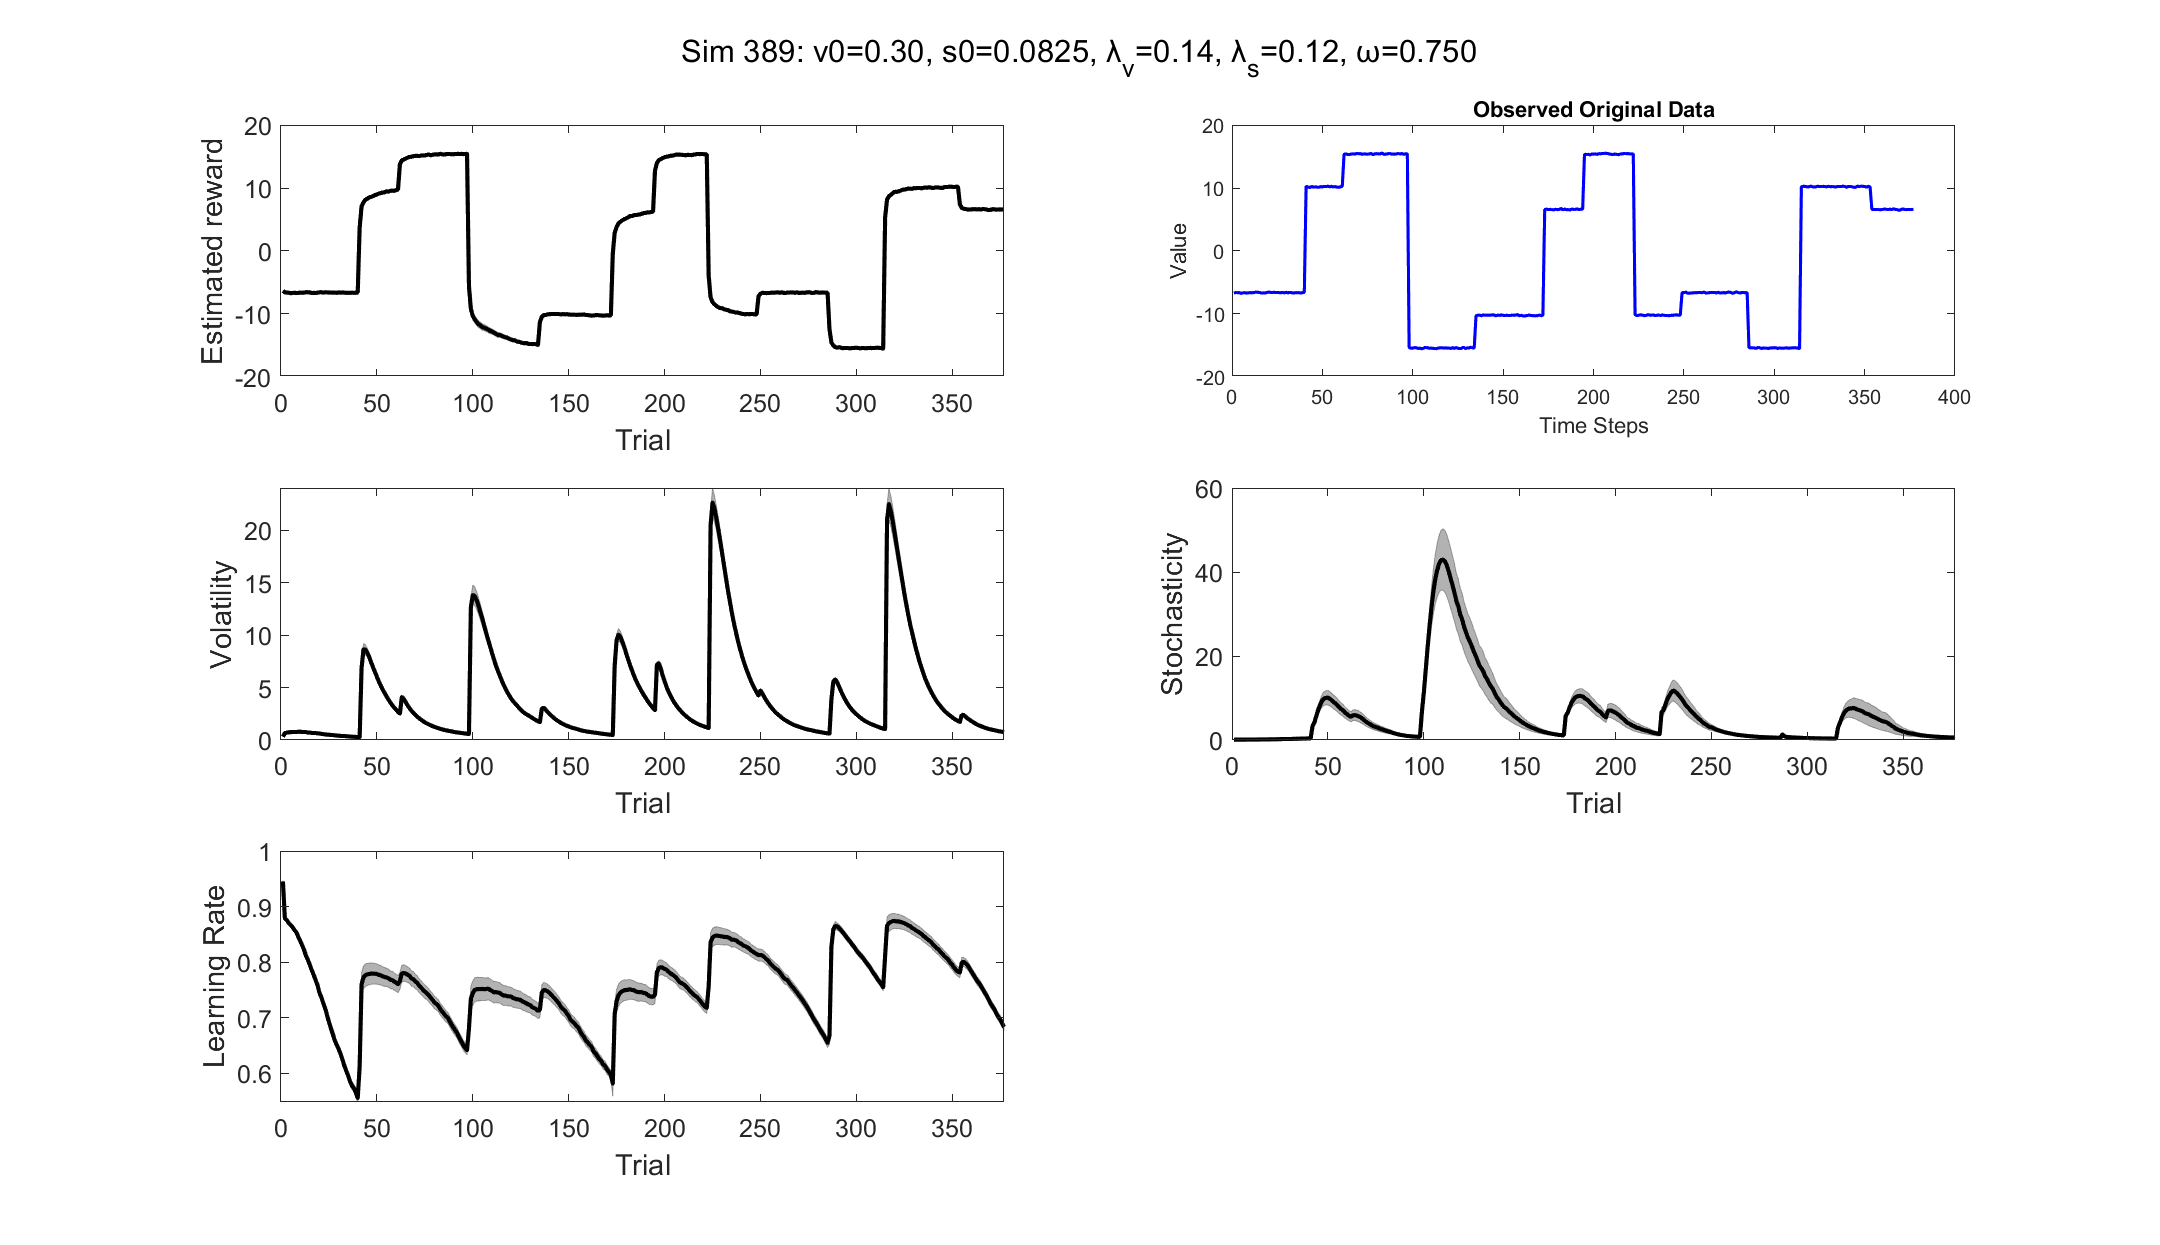 Sim 389: v0=0.30, s0=0.0825, λv=0.14, λs=0.12, ω=0.750
20
10
0
-10
-20
Estimated reward
0 50 100 150 200 250 300 350
Trial
Observed Original Data
20
10
0
-10
-20
Value
0 50 100 150 200 250 300 350 400
Time Steps
20
15
10
5
0
Volatility
0 50 100 150 200 250 300 350
Trial
60
40
20
0
Stochasticity
0 50 100 150 200 250 300 350
Trial
1
0.9
0.8
0.7
0.6
Learning Rate
0 50 100 150 200 250 300 350
Trial